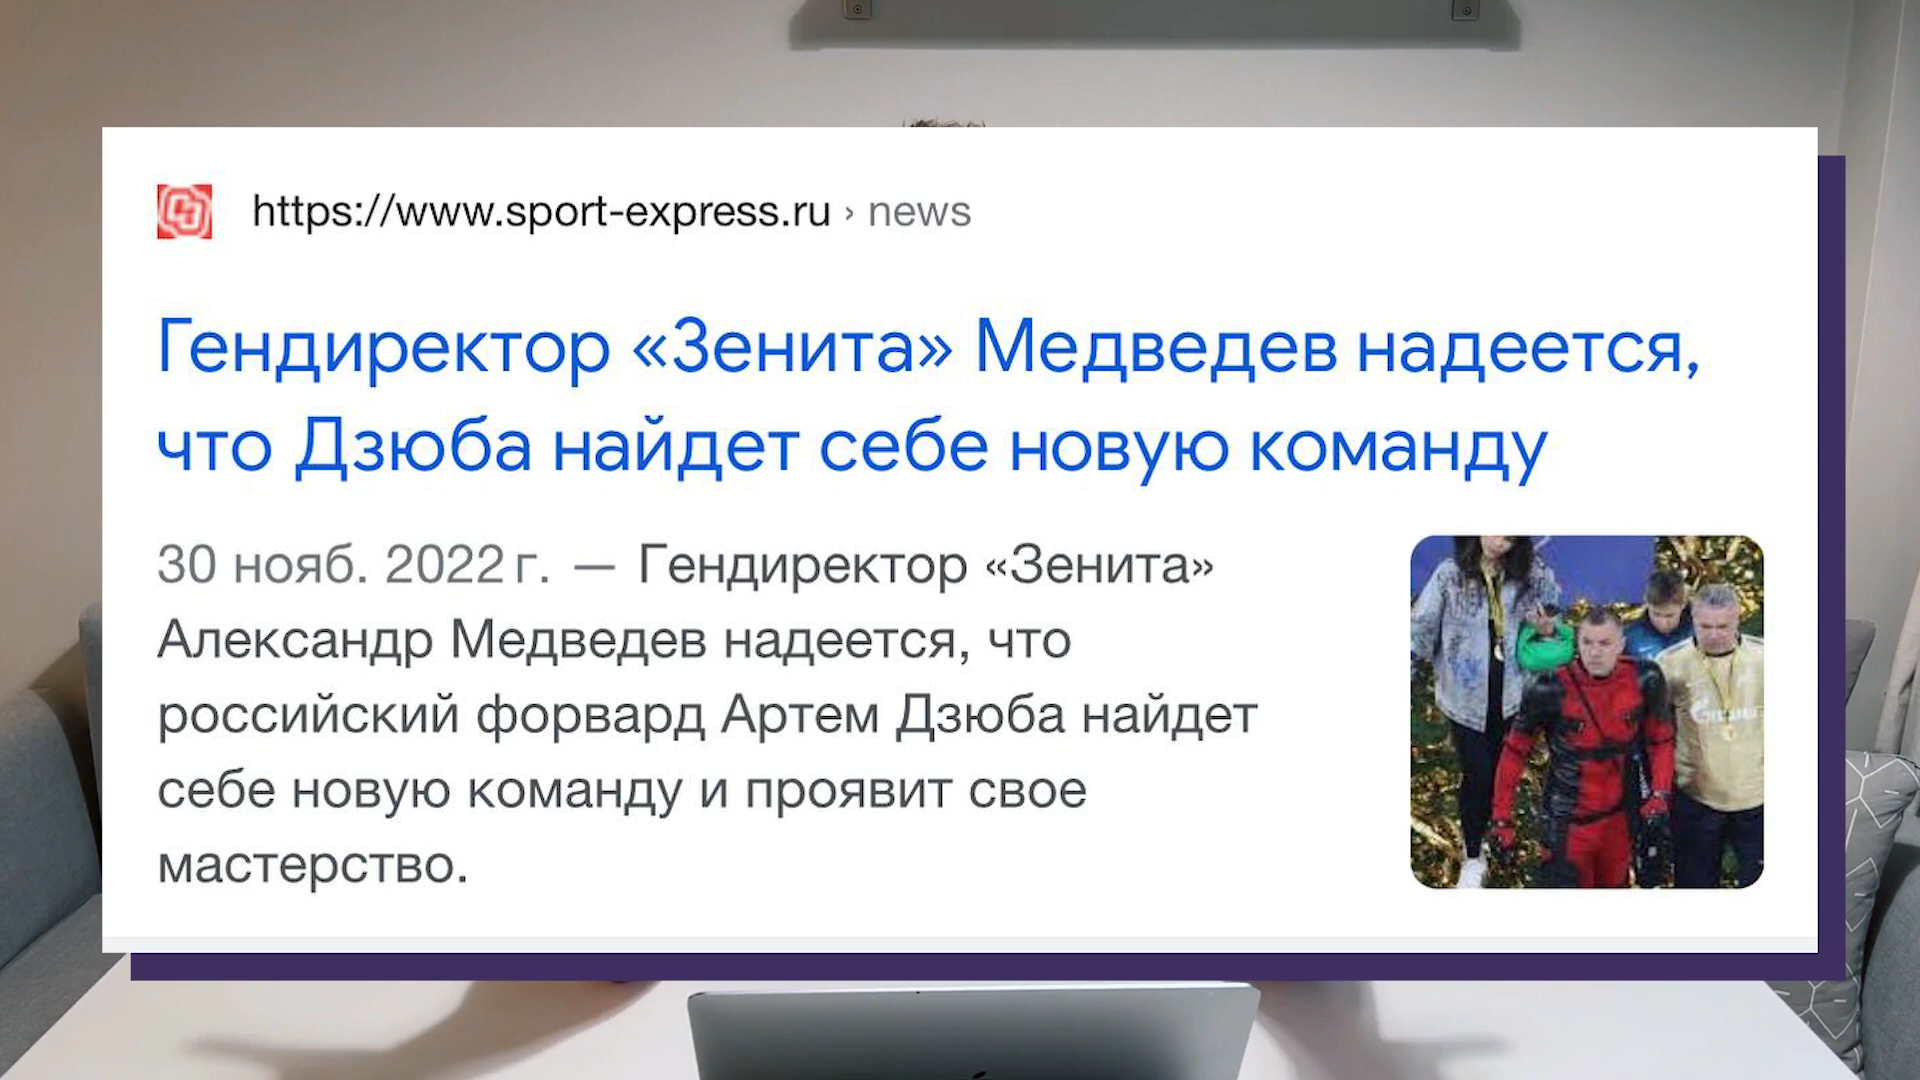 https://www.sport-express.ru › news
Гендиректор «Зенита» Медведев надеется,
что Дзюба найдет себе новую команду
30 нояб. 2022 г. — Гендиректор «Зенита»
Александр Медведев надеется, что
российский форвард Артем Дзюба найдет
себе новую команду и проявит свое
мастерство.